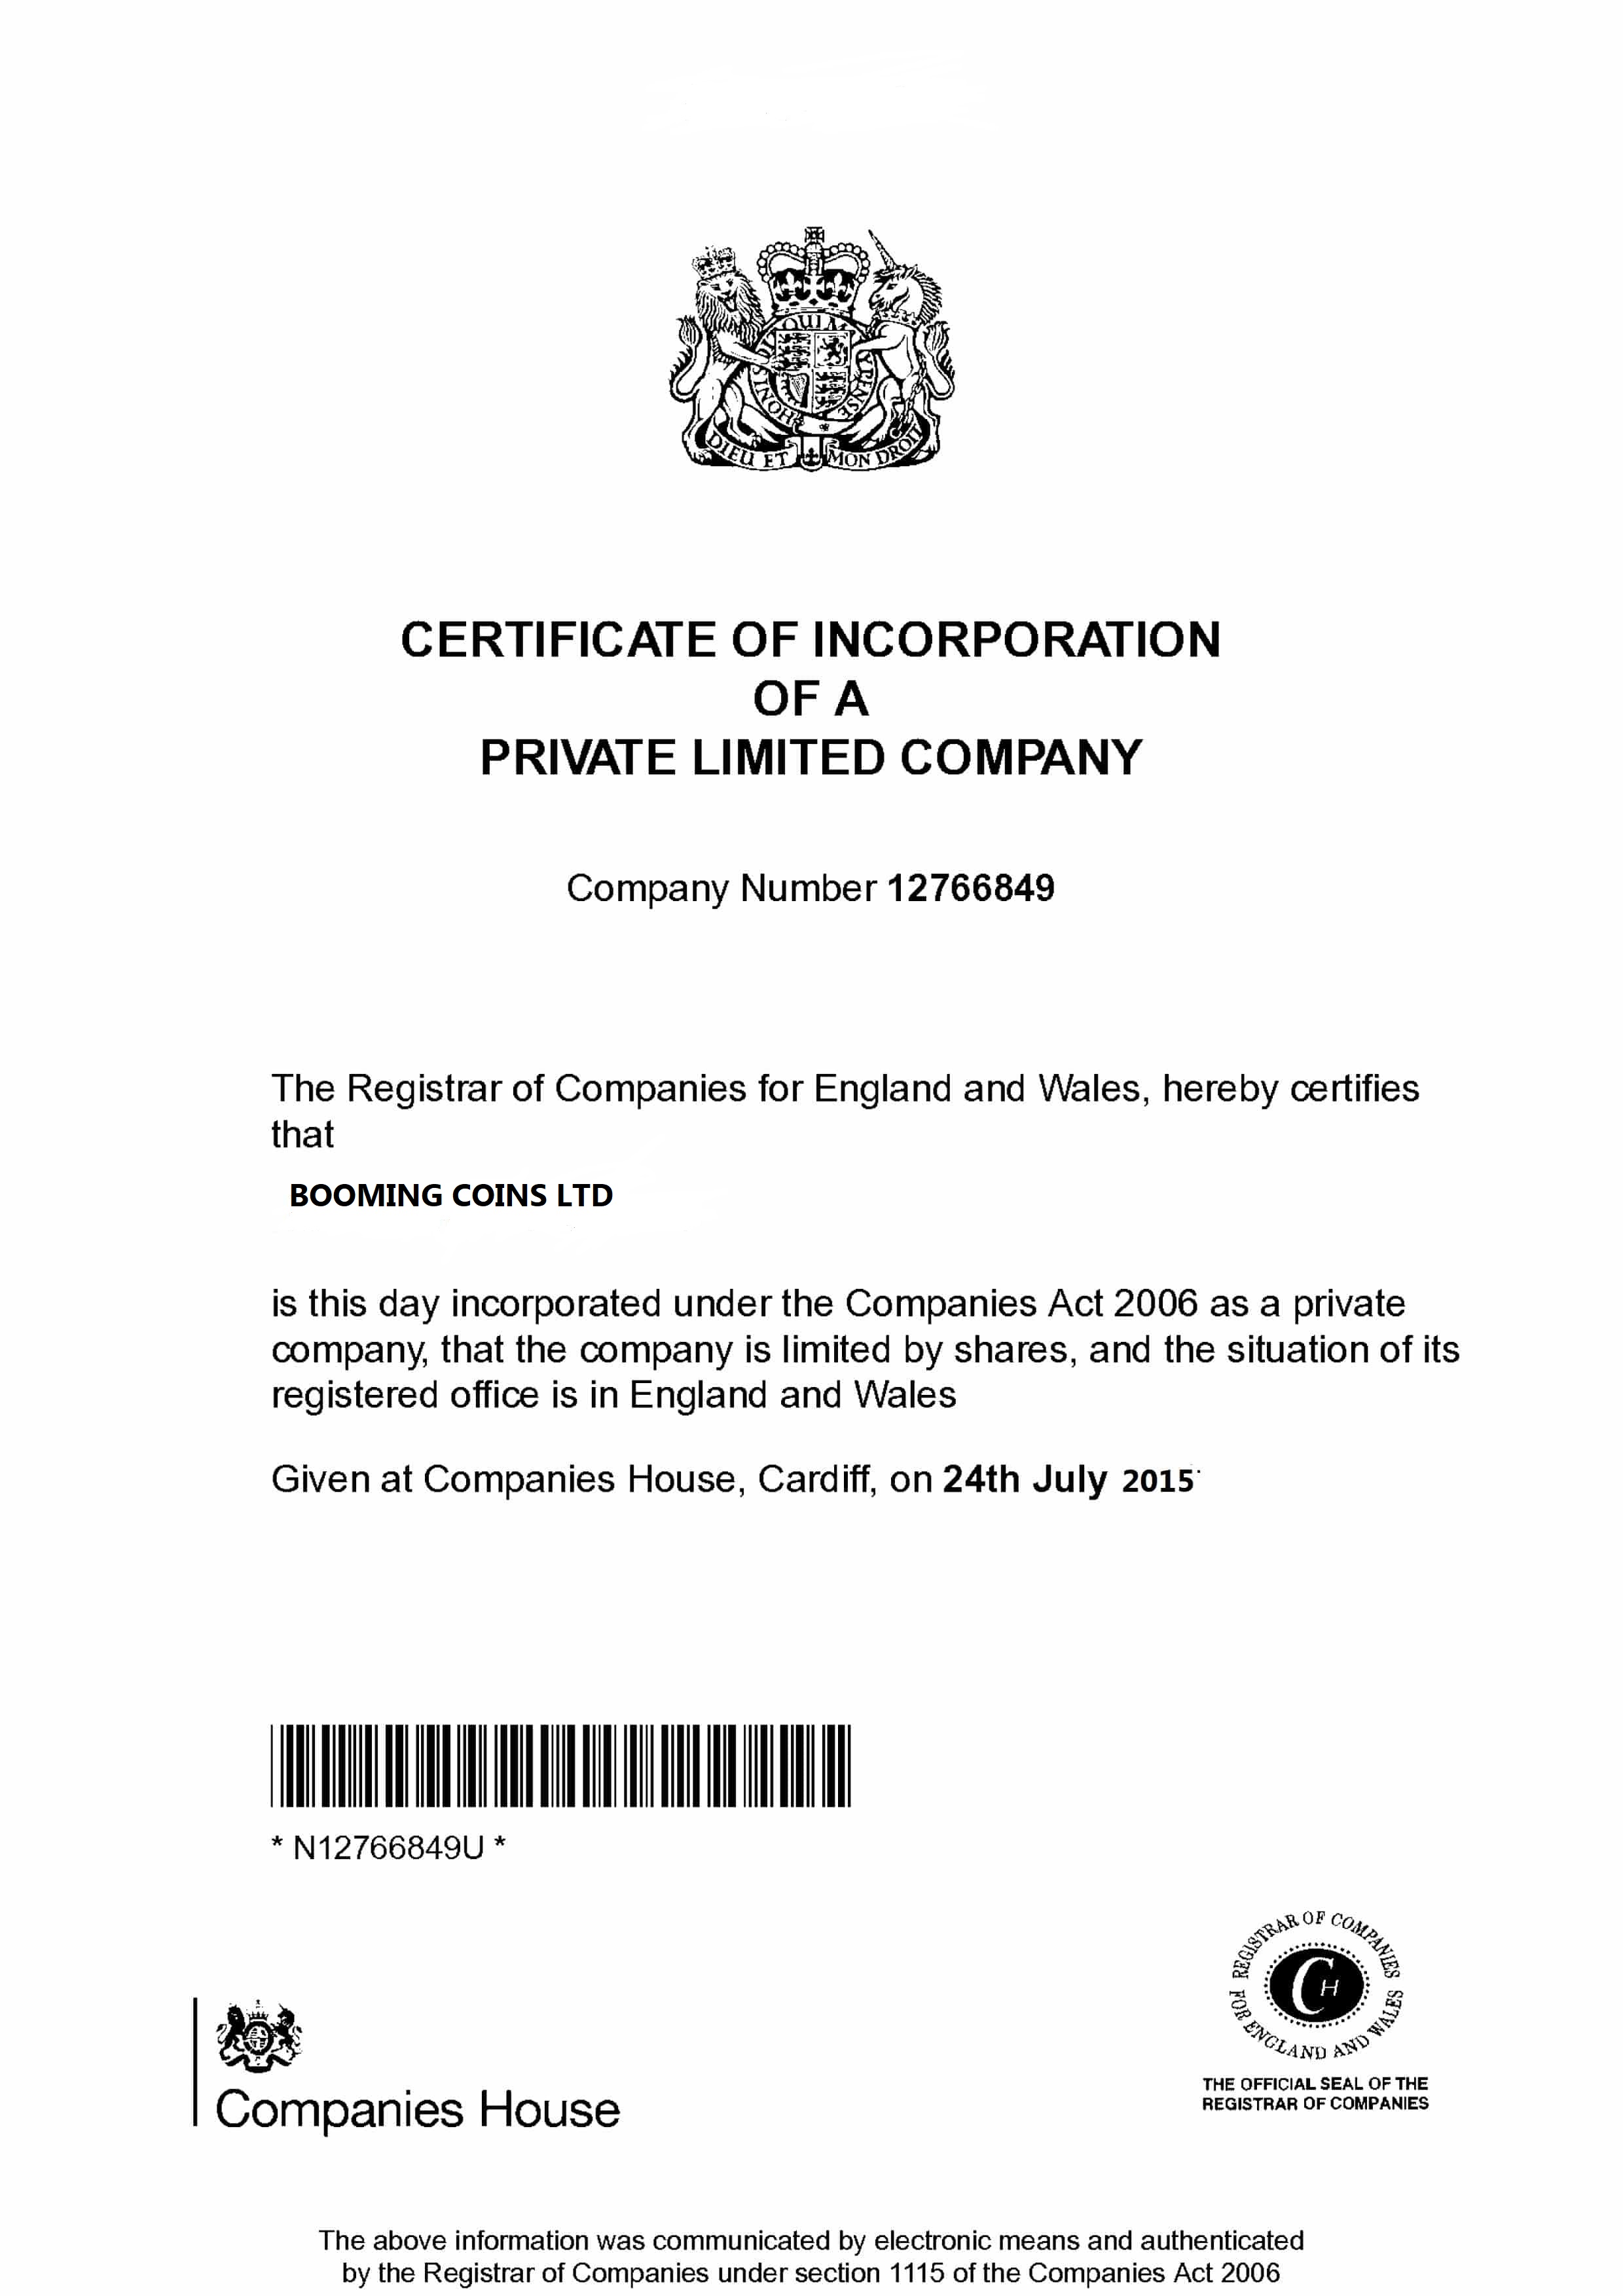 HONI SOIT QUI MAL Y PENSE
DIEU ET MON DROIT
CERTIFICATE OF INCORPORATION
OF A
PRIVATE LIMITED COMPANY
Company Number 12766849
The Registrar of Companies for England and Wales, hereby certifies
that
BOOMING COINS LTD
is this day incorporated under the Companies Act 2006 as a private
company, that the company is limited by shares, and the situation of its
registered office is in England and Wales
Given at Companies House, Cardiff, on 24th July 2015
* N12766849U *
REGISTRAR OF COMPANIES
FOR ENGLAND AND WALES
CH
THE OFFICIAL SEAL OF THE
REGISTRAR OF COMPANIES
Companies House
The above information was communicated by electronic means and authenticated
by the Registrar of Companies under section 1115 of the Companies Act 2006